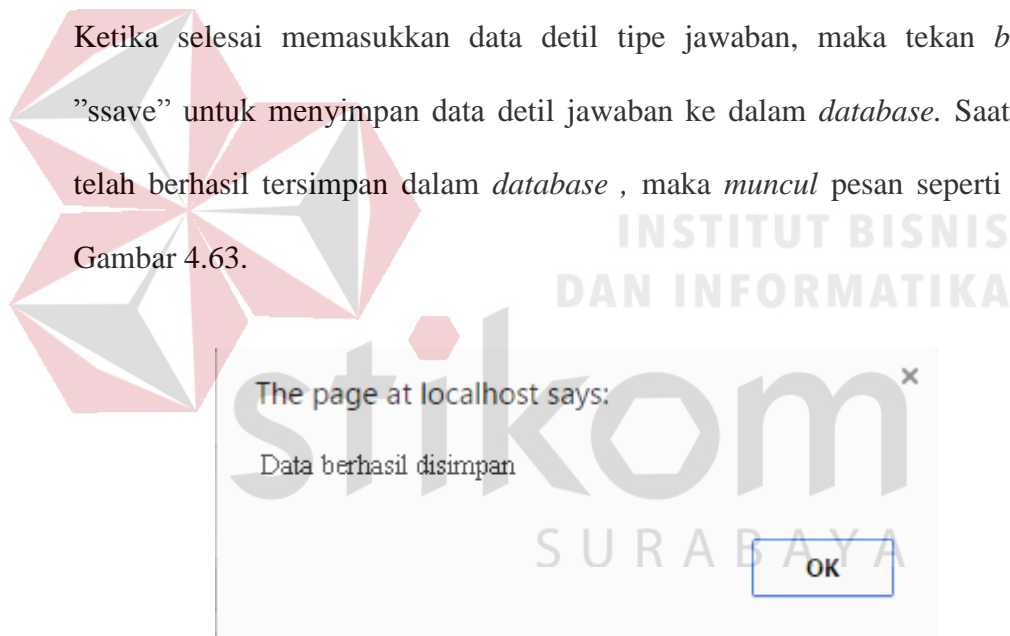 Ketika selesai memasukkan data detil tipe jawaban, maka tekan b
”ssave” untuk menyimpan data detil jawaban ke dalam database. Saat
telah berhasil tersimpan dalam database , maka muncul pesan seperti
Gambar 4.63.
INSTITUT BISNIS
DAN INFORMATIKA
stikom
SURABAYA
The page at localhost says:
×
Data berhasil disimpan
OK